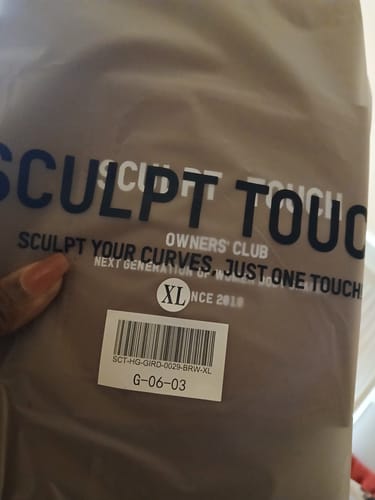 SCULPT TOUCH
SCULPT TOUC
OWNERS' CLUB
SCULPT YOUR CURVES, JUST ONE TOUCH
NEXT GENERATION OF
XL
NCE 2010
SCT-HG-GIRD-0029-BRW-XL
G-06-03